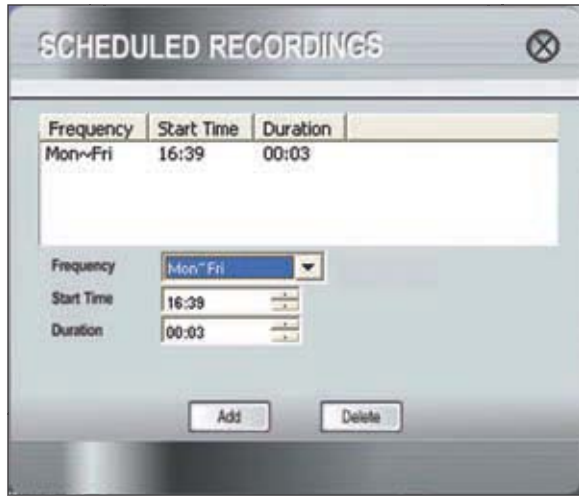 SCHEDULED RECORDINGS
Frequency Start Time Duration
Mon~Fri 16:39 00:03
Frequency Mon~Fri
Start Time 16:39
Duration 00:03
Add Delete